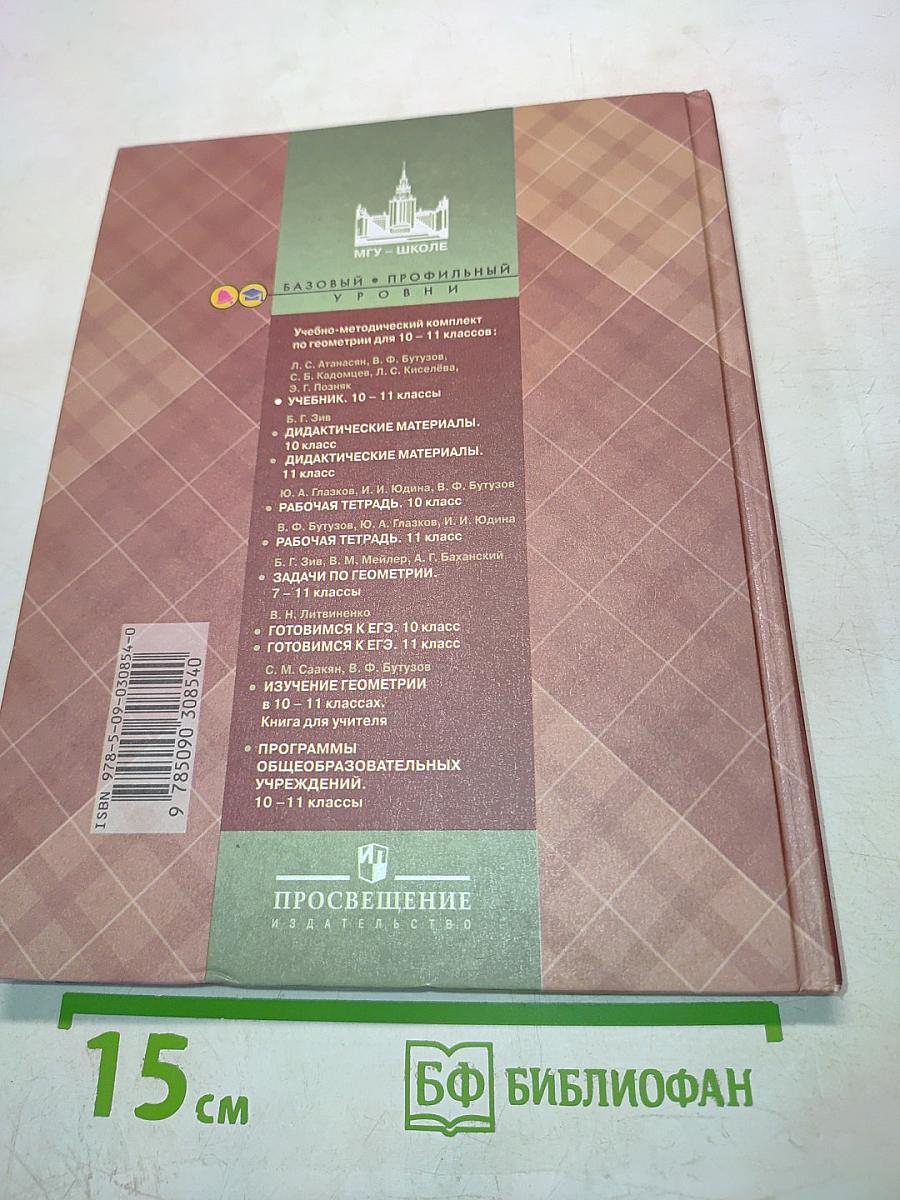 МГУ – ШКОЛЕ
БАЗОВЫЙ • ПРОФИЛЬНЫЙ
УРОВНИ
Учебно-методический комплект
по геометрии для 10 – 11 классов:
Л. С. Атанасян, В. Ф. Бутузов,
С. Б. Кадомцев, Л. С. Киселёва,
Э. Г. Позняк
• УЧЕБНИК. 10 – 11 классы
Б. Г. Зив
• ДИДАКТИЧЕСКИЕ МАТЕРИАЛЫ.
10 класс
• ДИДАКТИЧЕСКИЕ МАТЕРИАЛЫ.
11 класс
Ю. А. Глазков, И. И. Юдина, В. Ф. Бутузов
• РАБОЧАЯ ТЕТРАДЬ. 10 класс
В. Ф. Бутузов, Ю. А. Глазков, И. И. Юдина
• РАБОЧАЯ ТЕТРАДЬ. 11 класс
Б. Г. Зив, В. М. Мейлер, А. Г. Баханский
• ЗАДАЧИ ПО ГЕОМЕТРИИ.
7 – 11 классы
В. Н. Литвиненко
• ГОТОВИМСЯ К ЕГЭ. 10 класс
• ГОТОВИМСЯ К ЕГЭ. 11 класс
С. М. Саакян, В. Ф. Бутузов
• ИЗУЧЕНИЕ ГЕОМЕТРИИ
в 10 – 11 классах.
Книга для учителя
• ПРОГРАММЫ
ОБЩЕОБРАЗОВАТЕЛЬНЫХ
УЧРЕЖДЕНИЙ.
10 – 11 классы
ISBN 978-5-09-030854-0
9 785090 308540
ИП
ПРОСВЕЩЕНИЕ
ИЗДАТЕЛЬСТВО
15 см
БФ БИБЛИОФАН